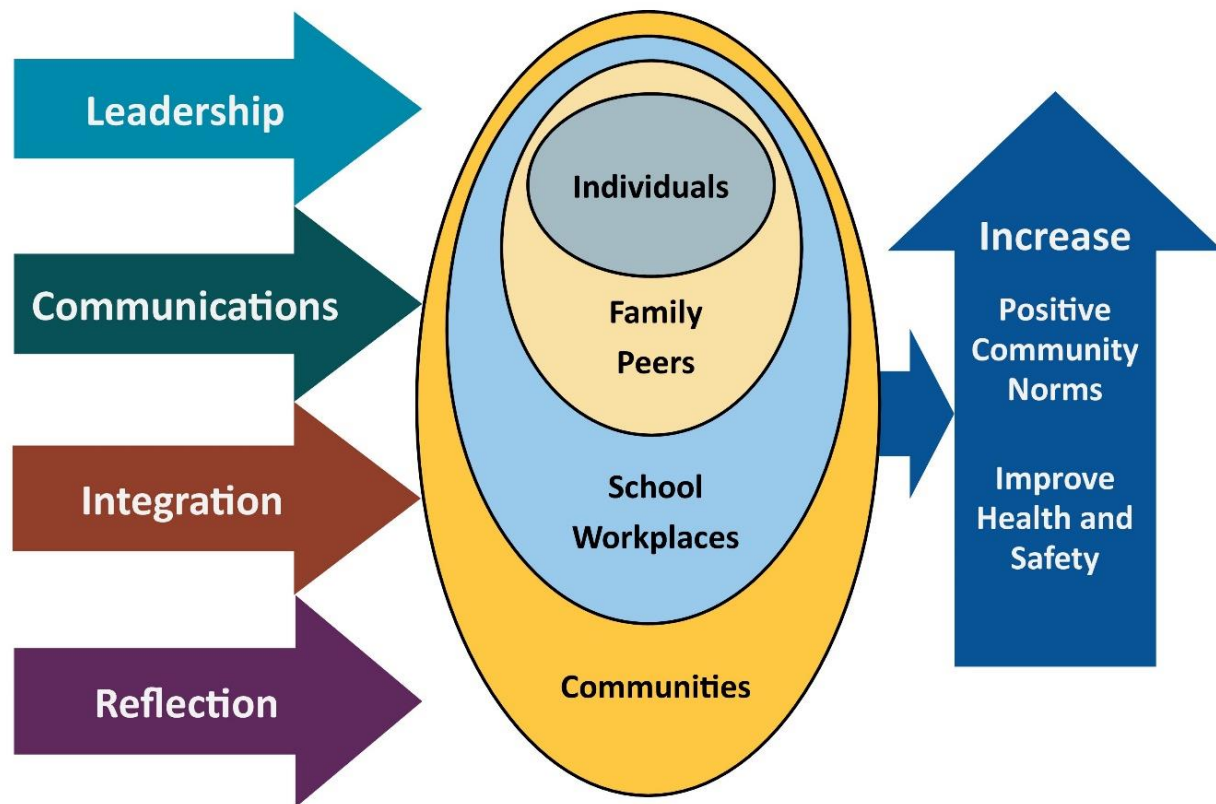 Leadership
Communications
Integration
Reflection
Individuals
Family
Peers
School
Workplaces
Communities
Increase
Positive
Community
Norms
Improve
Health and
Safety